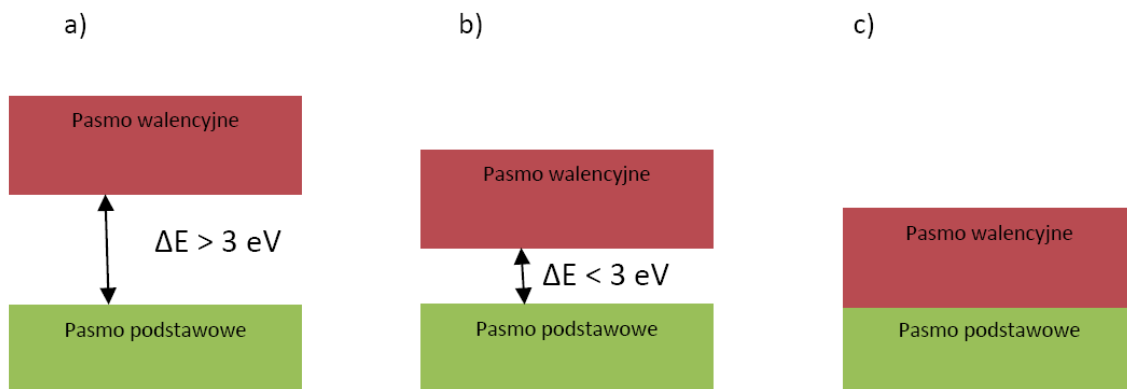 a)
b)
c)
Pasmo walencyjne
ΔE > 3 eV
Pasmo podstawowe
Pasmo walencyjne
ΔE < 3 eV
Pasmo podstawowe
Pasmo walencyjne
Pasmo podstawowe